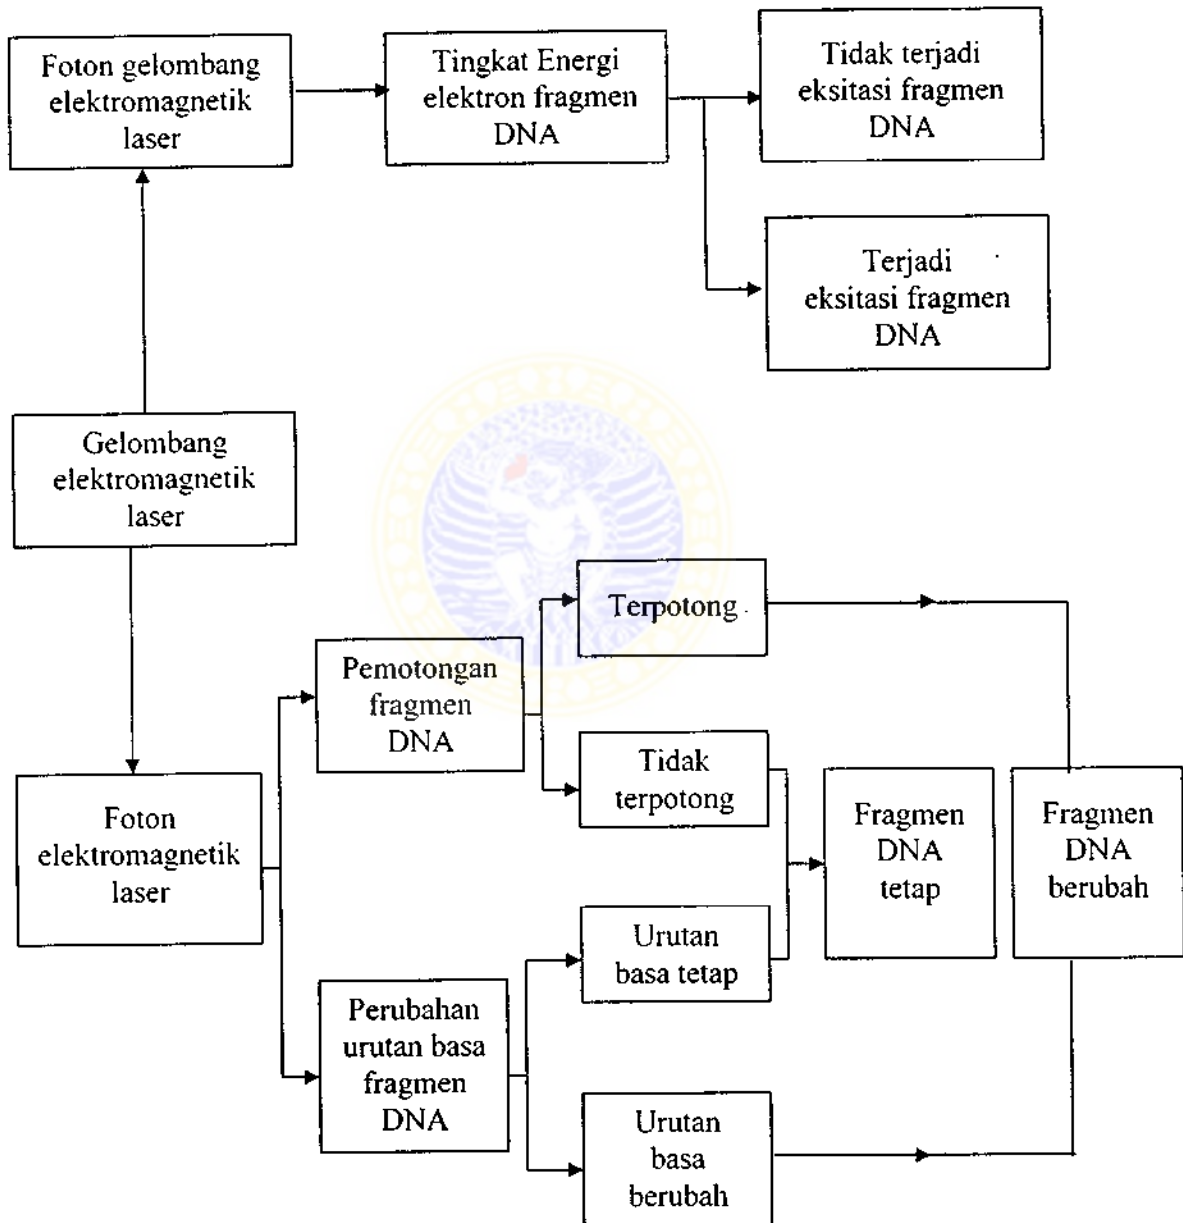 Foton gelombang
elektromagnetik
laser
Tingkat Energi
elektron fragmen
DNA
Tidak terjadi
eksitasi fragmen
DNA
Terjadi
eksitasi fragmen
DNA
Gelombang
elektromagnetik
laser
Terpotong
Pemotongan
fragmen
DNA
Tidak
terpotong
Foton
elektromagnetik
laser
Fragmen
DNA
tetap
Fragmen
DNA
berubah
Urutan
basa tetap
Perubahan
urutan basa
fragmen
DNA
Urutan
basa
berubah